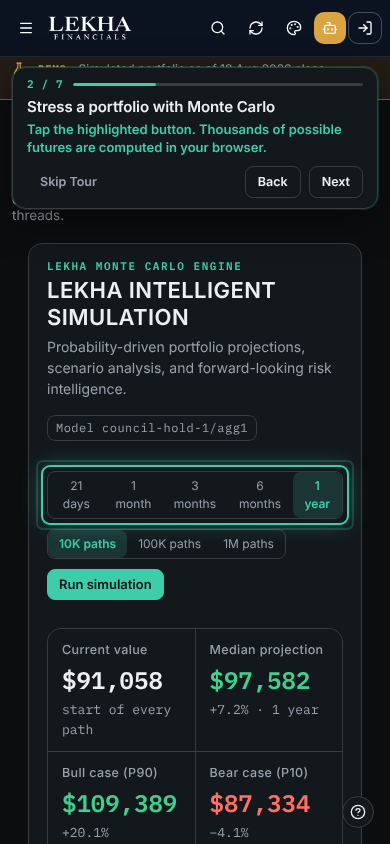 LEKHA
FINANCIALS
2 / 7
Stress a portfolio with Monte Carlo
Tap the highlighted button. Thousands of possible
futures are computed in your browser.
Skip Tour
Back
Next
threads.
LEKHA MONTE CARLO ENGINE
LEKHA INTELLIGENT
SIMULATION
Probability-driven portfolio projections,
scenario analysis, and forward-looking risk
intelligence.
Model council-hold-1/agg1
21 days
1 month
3 months
6 months
1 year
10K paths
100K paths
1M paths
Run simulation
Current value
$91,058
start of every
path
Median projection
$97,582
+7.2% · 1 year
Bull case (P90)
$109,389
+20.1%
Bear case (P10)
$87,334
−4.1%
?